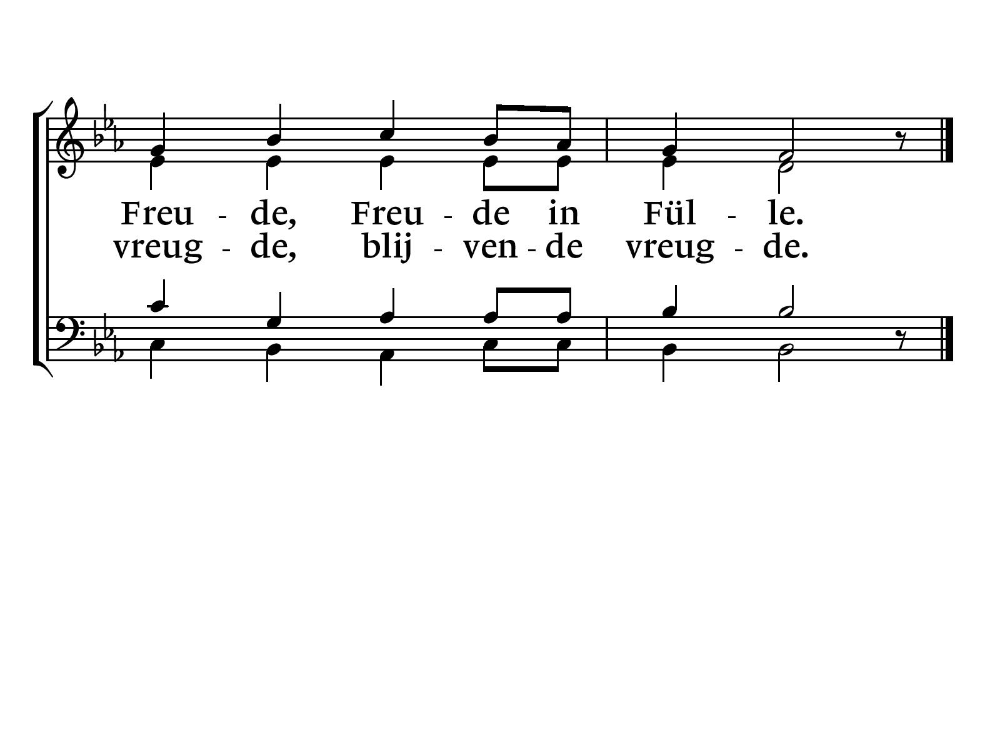 Freu - de, Freu - de in Fül - le.
vreug - de, blij - ven - de vreug - de.